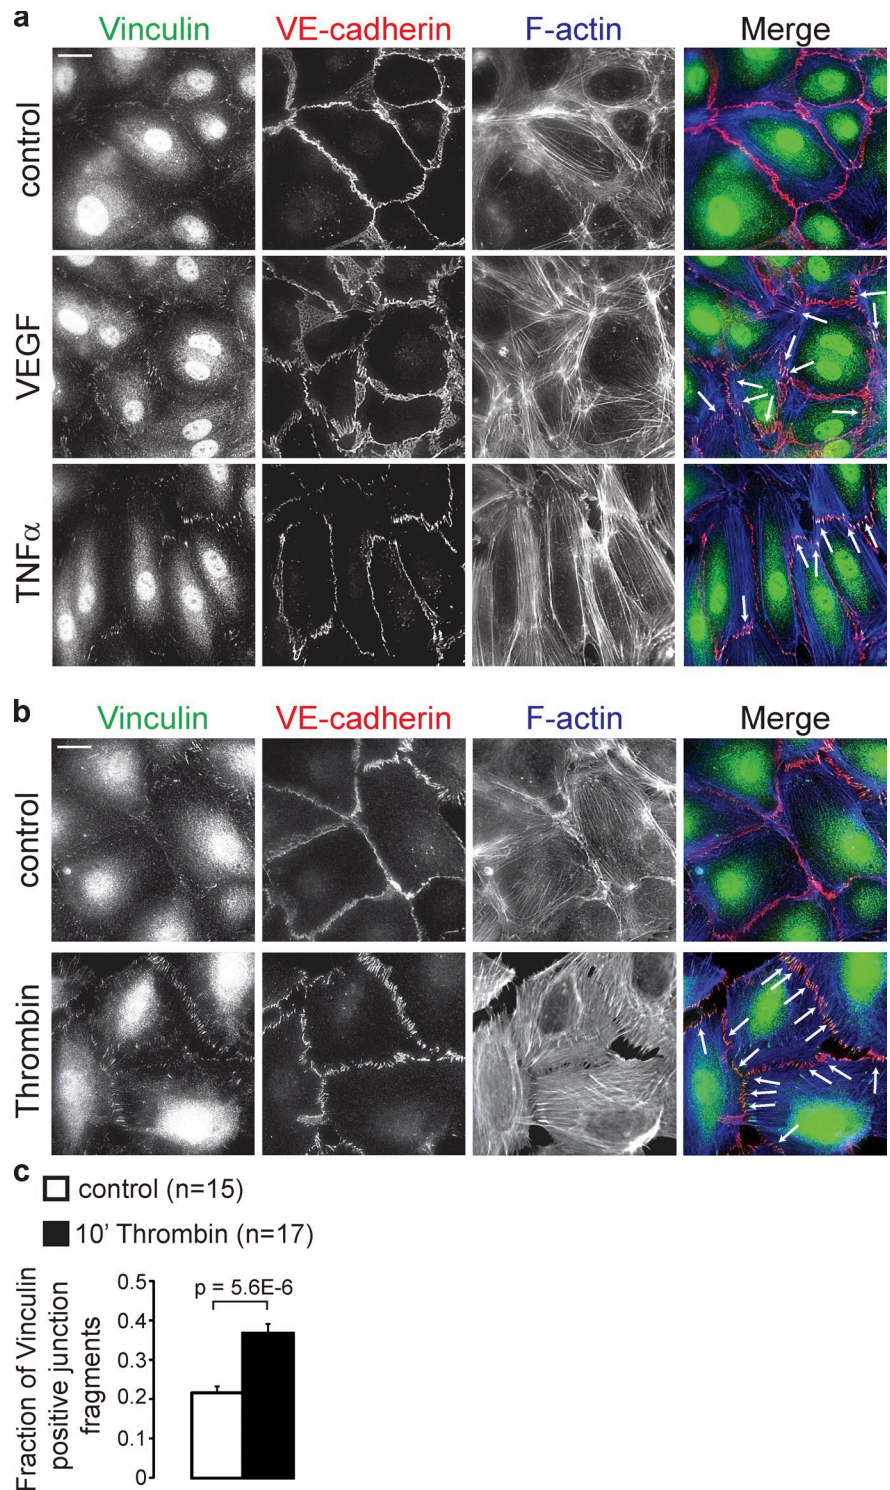 a
Vinculin VE-cadherin F-actin Merge
control
VEGF
TNFα
b
Vinculin VE-cadherin F-actin Merge
control
Thrombin
c
control (n=15)
10’ Thrombin (n=17)
Fraction of Vinculin
positive junction
fragments
0.5
0.4
0.3
0.2
0.1
0
p = 5.6E-6